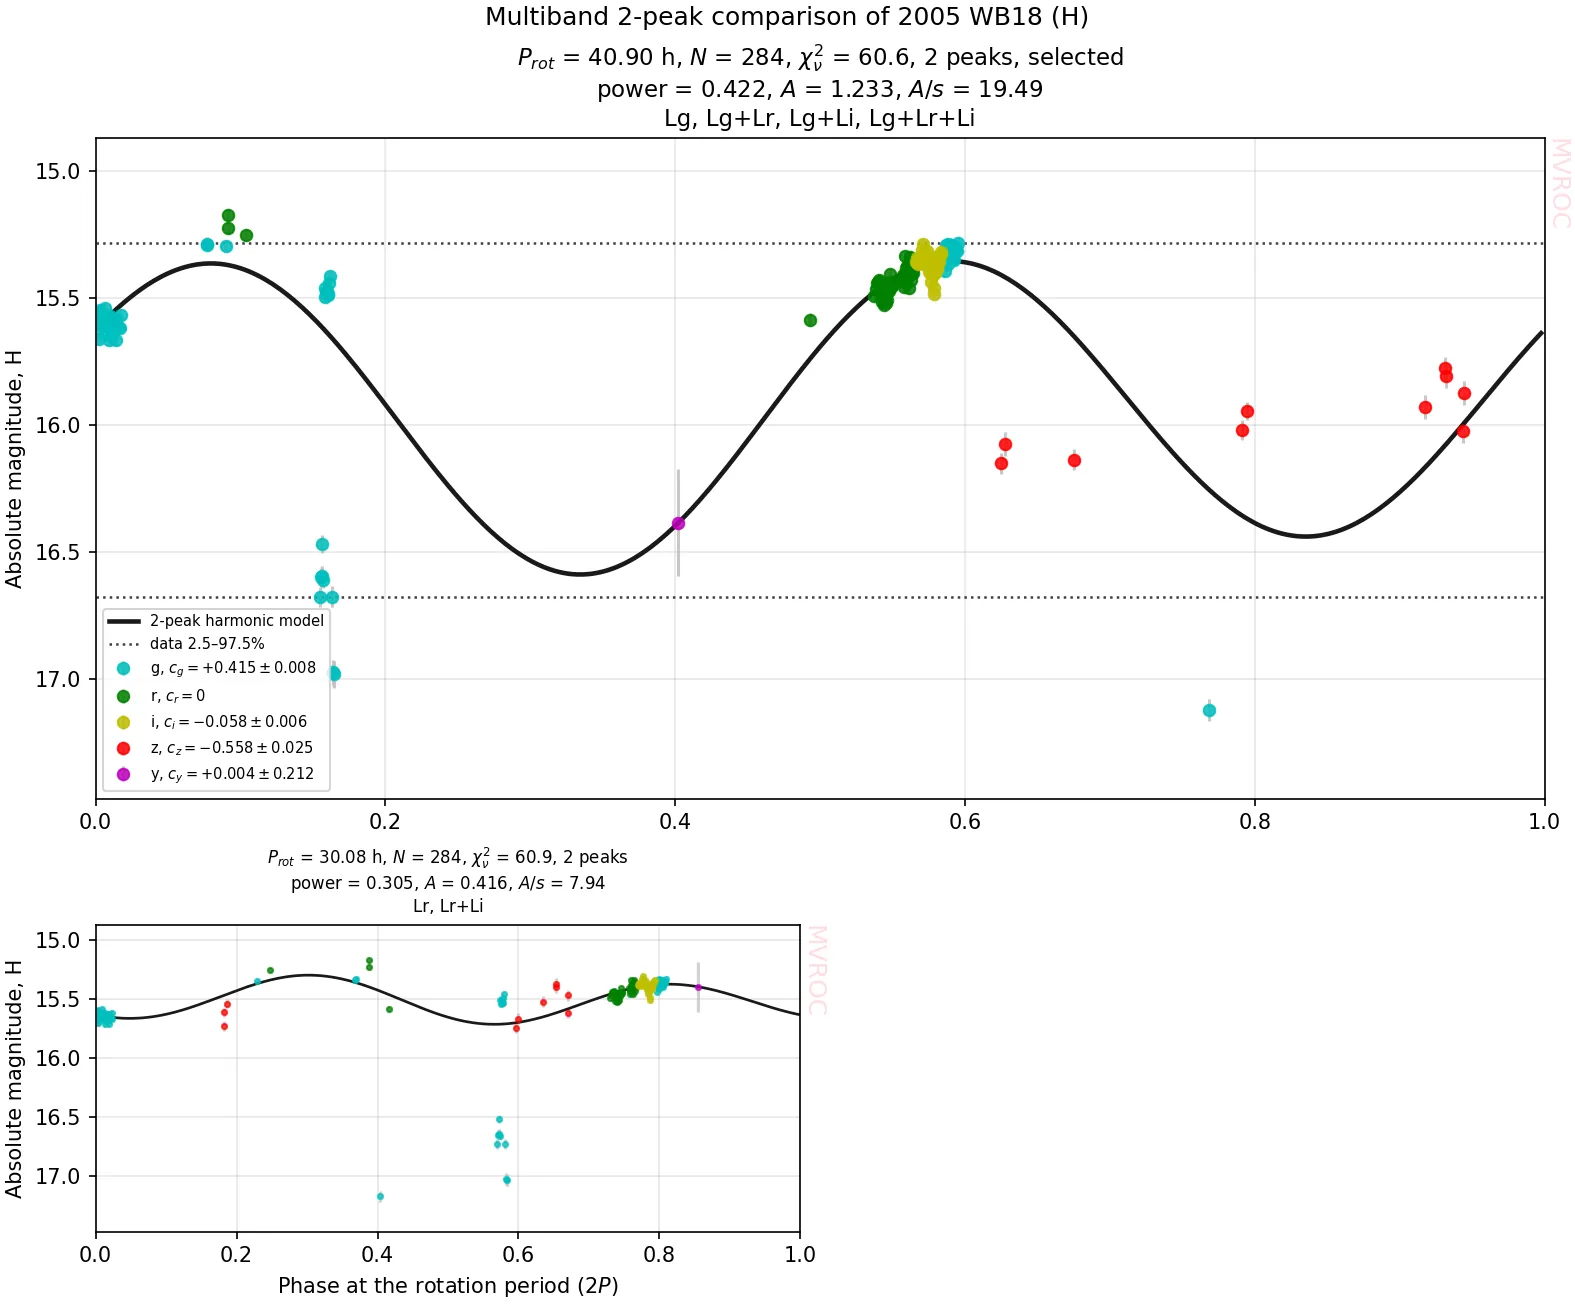 Multiband 2-peak comparison of 2005 WB18 (H)
P_rot = 40.90 h, N = 284, χ²_ν = 60.6, 2 peaks, selected
power = 0.422, A = 1.233, A/s = 19.49
Lg, Lg+Lr, Lg+Li, Lg+Lr+Li
MVROC
Absolute magnitude, H
15.0
15.5
16.0
16.5
17.0
2-peak harmonic model
data 2.5–97.5%
g, c_g = +0.415 ± 0.008
r, c_r = 0
i, c_i = −0.058 ± 0.006
z, c_z = −0.558 ± 0.025
y, c_y = +0.004 ± 0.212
0.0 0.2 0.4 0.6 0.8 1.0
P_rot = 30.08 h, N = 284, χ²_ν = 60.9, 2 peaks
power = 0.305, A = 0.416, A/s = 7.94
Lr, Lr+Li
MVROC
Absolute magnitude, H
15.0
15.5
16.0
16.5
17.0
0.0 0.2 0.4 0.6 0.8 1.0
Phase at the rotation period (2P)